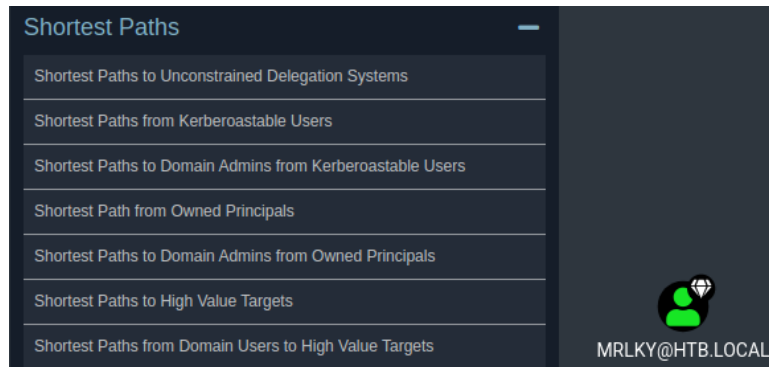 Shortest Paths
Shortest Paths to Unconstrained Delegation Systems
Shortest Paths from Kerberoastable Users
Shortest Paths to Domain Admins from Kerberoastable Users
Shortest Path from Owned Principals
Shortest Paths to Domain Admins from Owned Principals
Shortest Paths to High Value Targets
Shortest Paths from Domain Users to High Value Targets
MRLKY@HTB.LOCAL